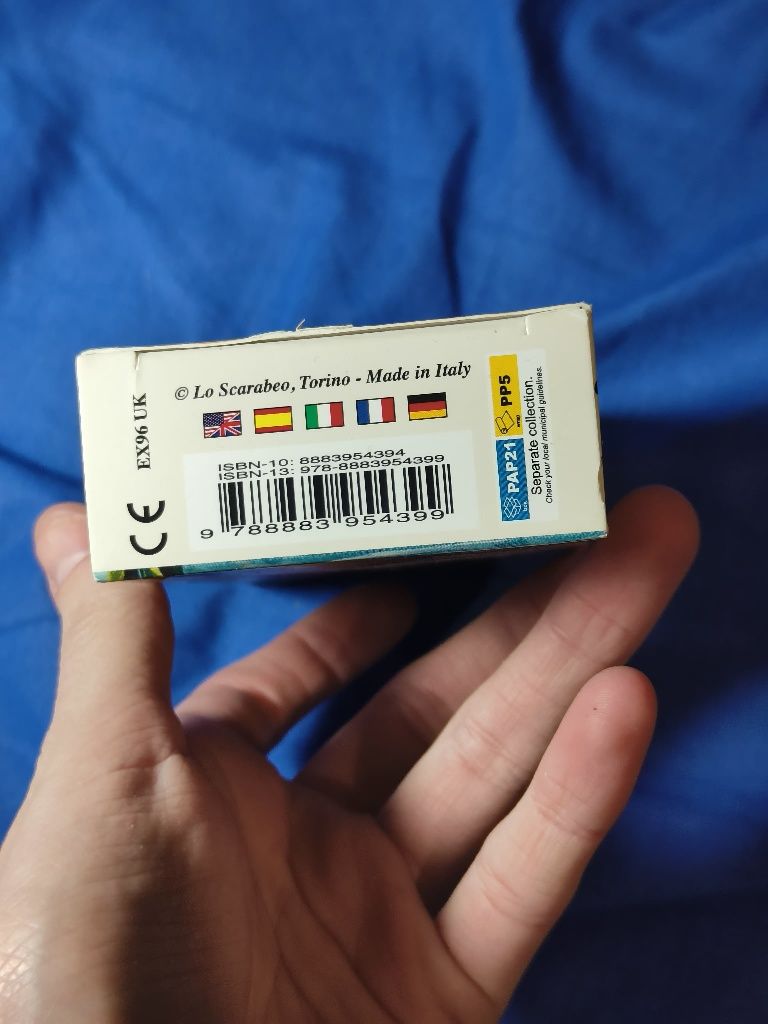 © Lo Scarabeo, Torino - Made in Italy
EX96 UK
CE
ISBN-10: 8883954394
ISBN-13: 978-8883954399
9 788883 954399
PAP21 PP5
Separate collection.
Check your local municipal guidelines.